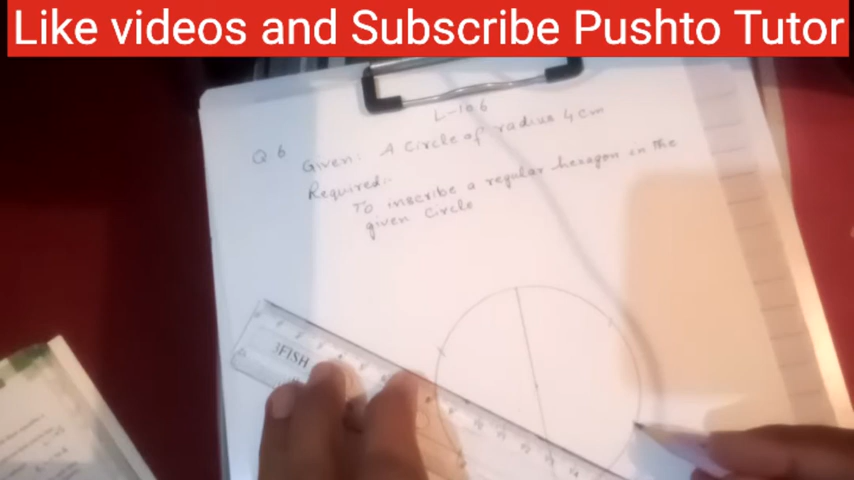 Like videos and Subscribe Pushto Tutor
L-106
Q.6 Given: A Circle of radius 4 cm
Required:-
To inscribe a regular hexagon in the
given Circle
FISH